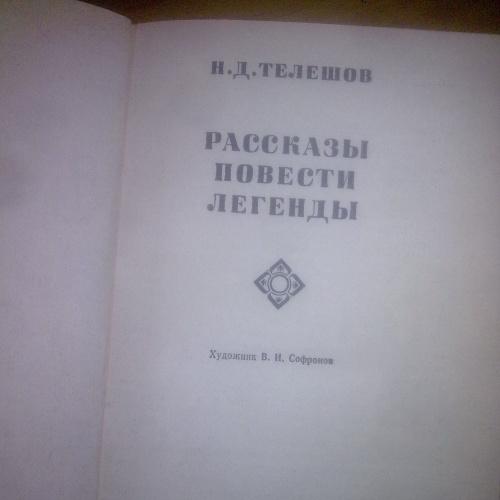 Н.Д.ТЕЛЕШОВ
РАССКАЗЫ
ПОВЕСТИ
ЛЕГЕНДЫ
Художник В. И. Софронов